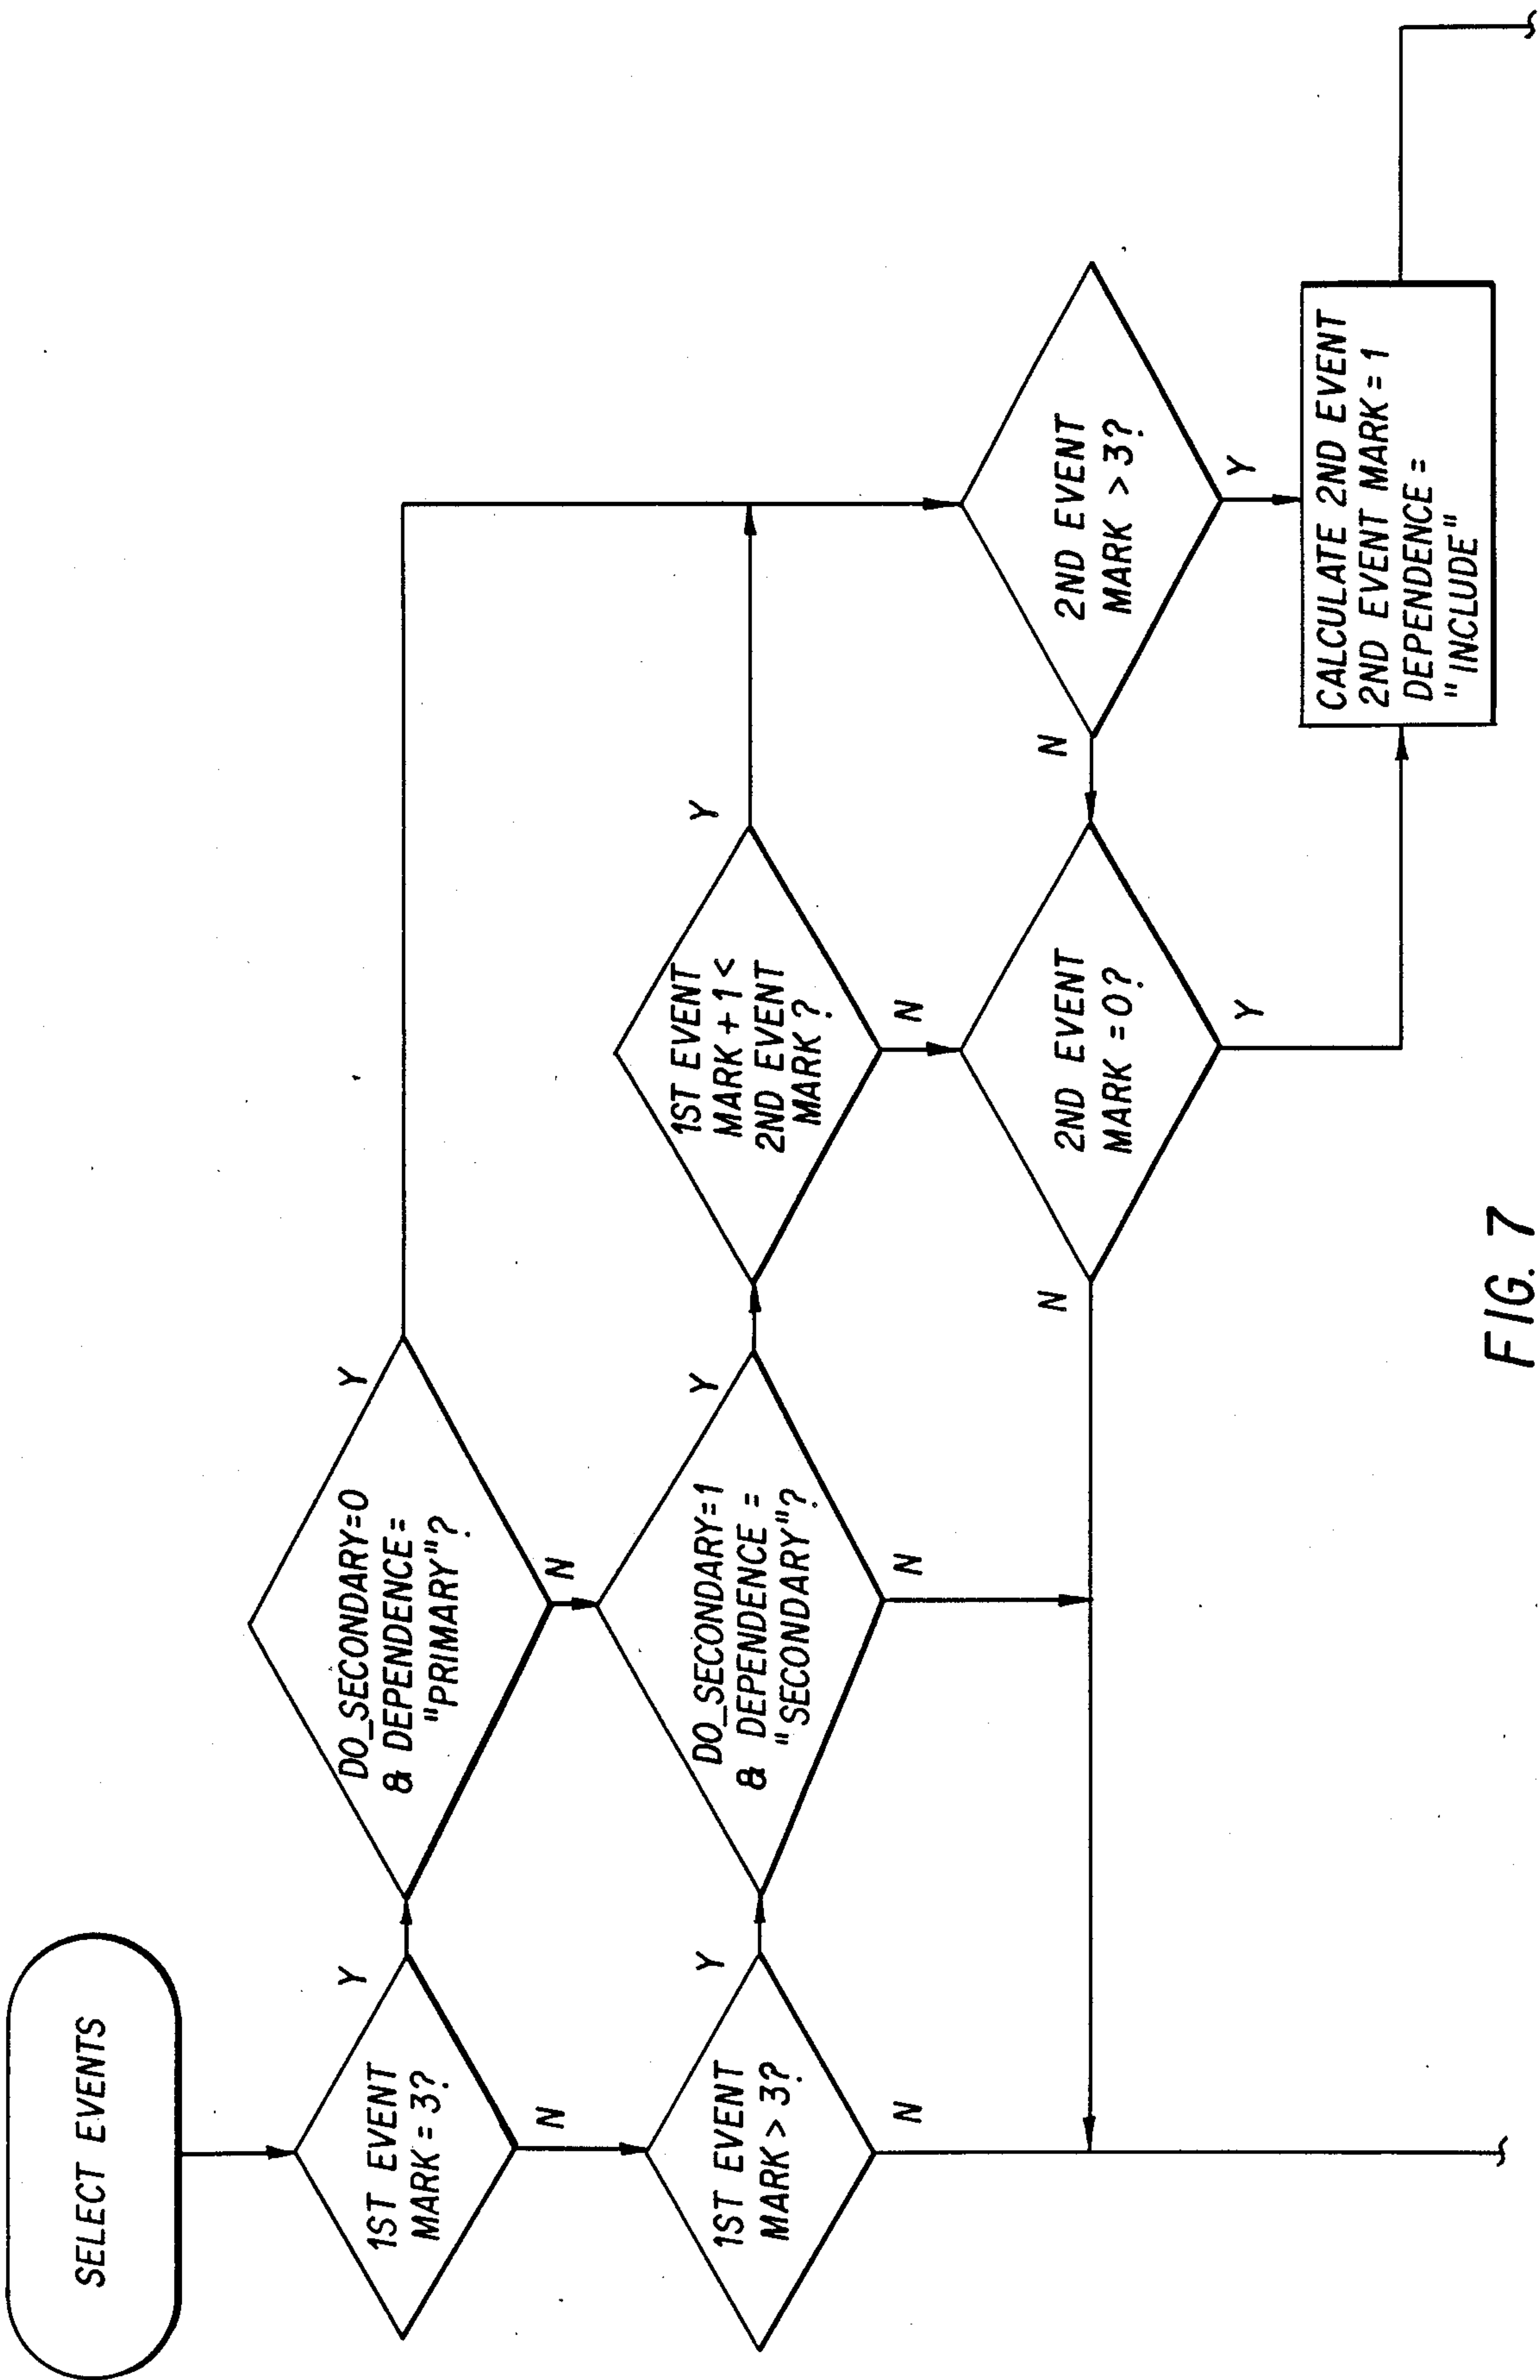 SELECT EVENTS
1ST EVENT
MARK = 3?
Y
N
DO_SECONDARY=0
& DEPENDENCE=
"PRIMARY"?
Y
N
1ST EVENT
MARK > 3?
Y
N
DO_SECONDARY=1
& DEPENDENCE =
"SECONDARY"?
Y
N
1ST EVENT
MARK + 1 <
2ND EVENT
MARK?
Y
N
2ND EVENT
MARK = 0?
N
Y
2ND EVENT
MARK > 3?
N
Y
CALCULATE 2ND EVENT
2ND EVENT MARK = 1
DEPENDENCE =
"INCLUDE"
FIG. 7